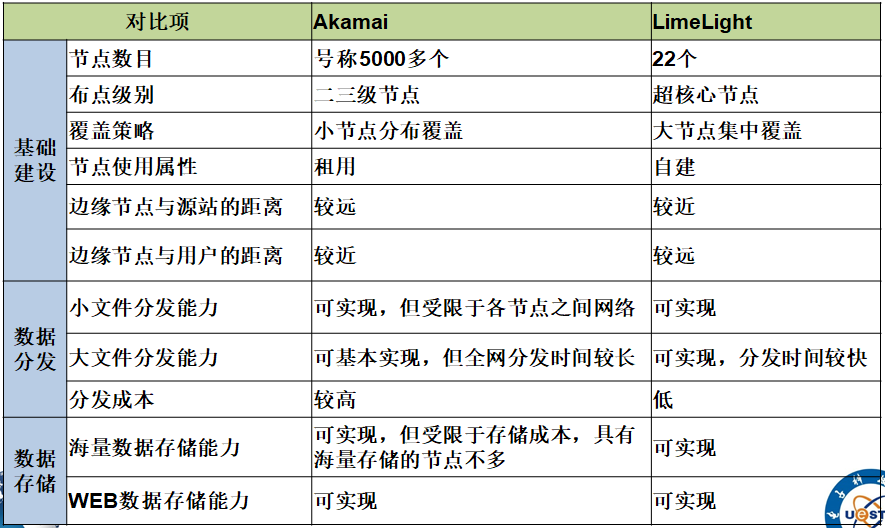 对比项 Akamai LimeLight
基础
建设
节点数目 号称5000多个 22个
布点级别 二三级节点 超核心节点
覆盖策略 小节点分布覆盖 大节点集中覆盖
节点使用属性 租用 自建
边缘节点与源站的距离 较远 较近
边缘节点与用户的距离 较近 较远
数据
分发
小文件分发能力 可实现，但受限于各节点之间网络 可实现
大文件分发能力 可基本实现，但全网分发时间较长 可实现，分发时间较快
分发成本 较高 低
数据
存储
海量数据存储能力 可实现，但受限于存储成本，具有
海量存储的节点不多 可实现
WEB数据存储能力 可实现 可实现